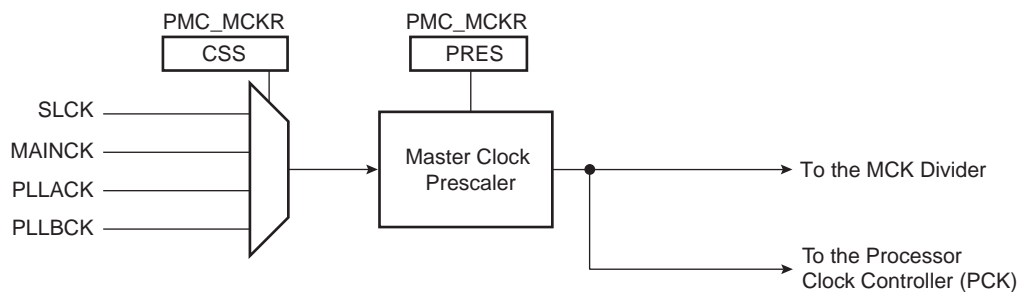 PMC_MCKR
CSS
PMC_MCKR
PRES
SLCK
MAINCK
PLLACK
PLLBCK
Master Clock
Prescaler
To the MCK Divider
To the Processor
Clock Controller (PCK)